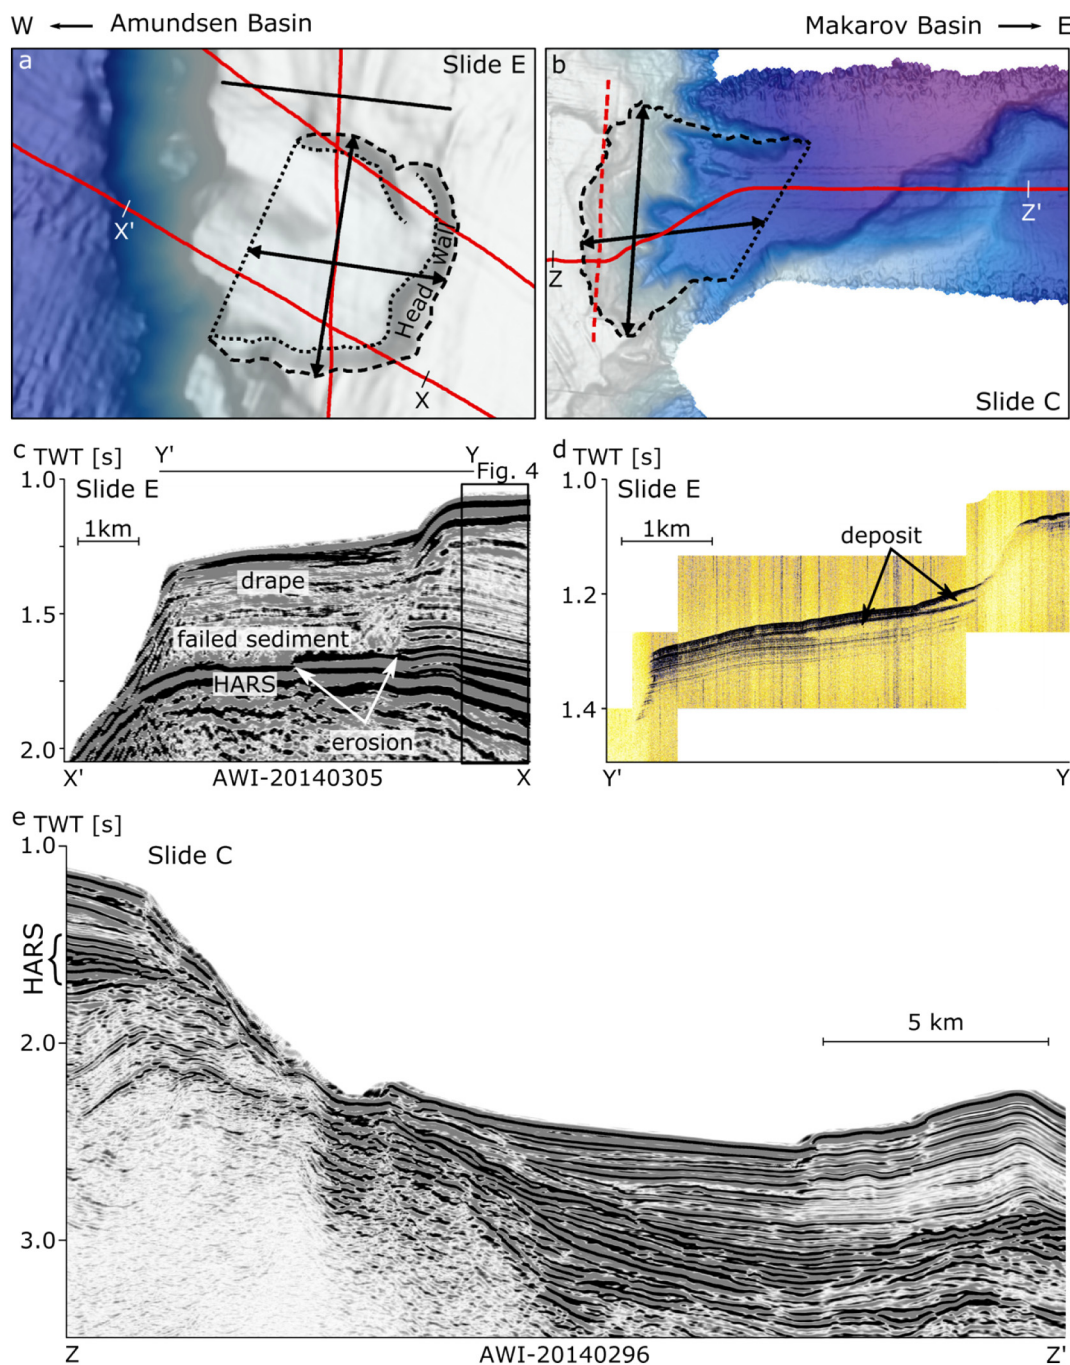 W ← Amundsen Basin
Makarov Basin → E
a
Slide E
X'
Head wall
X
b
Z
Z'
Slide C
c TWT [s]
Y' Y
Fig. 4
1.0
Slide E
1km
drape
1.5
failed sediment
HARS
erosion
2.0
X' AWI-20140305 X
d TWT [s]
1.0
Slide E
1km
deposit
1.2
1.4
Y' Y
e TWT [s]
1.0
Slide C
HARS
2.0
5 km
3.0
Z AWI-20140296 Z'